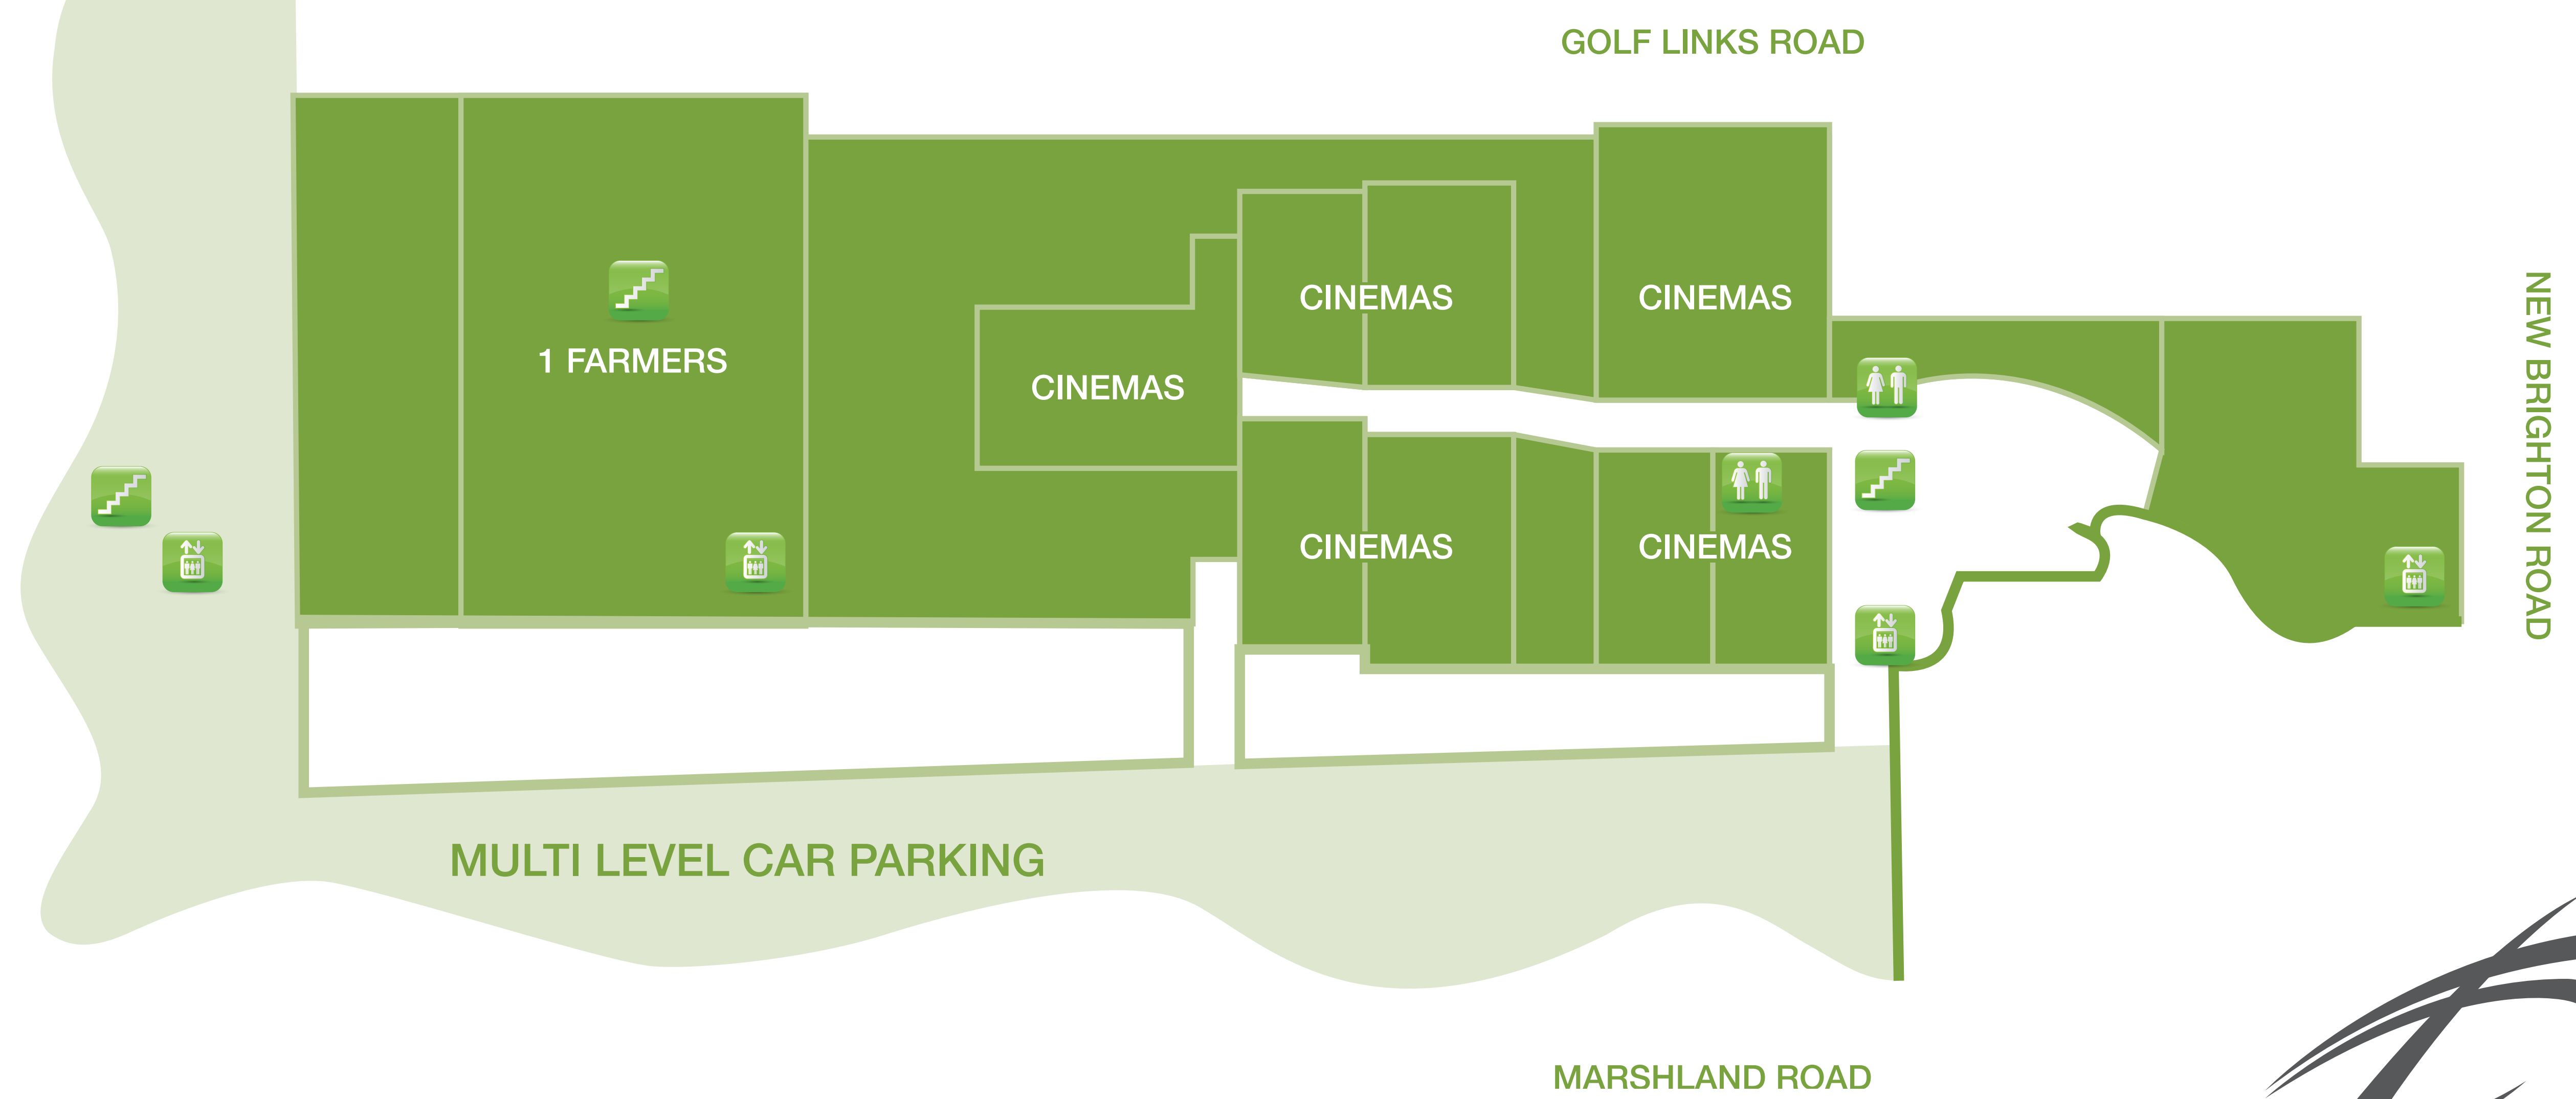 GOLF LINKS ROAD
CINEMAS
CINEMAS
1 FARMERS
CINEMAS
CINEMAS
CINEMAS
NEW BRIGHTON ROAD
MULTI LEVEL CAR PARKING
MARSHLAND ROAD